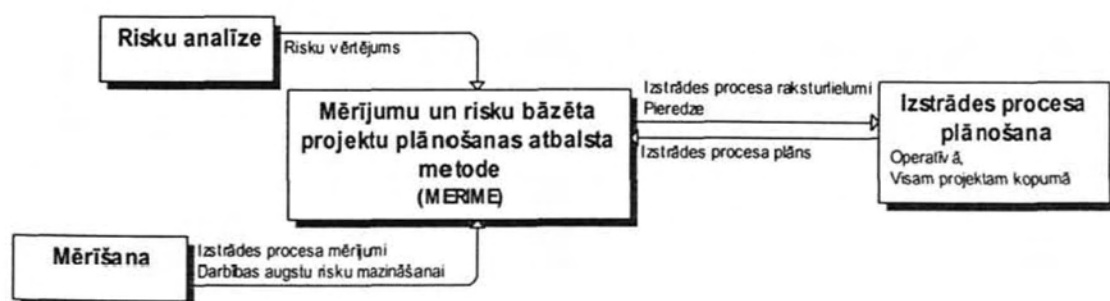 Risku analīze
Risku vērtējums
Mērījumu un risku bāzēta
projektu plānošanas atbalsta
metode
(MERIME)
Izstrādes procesa raksturlielumi
Pieredze
Izstrādes procesa plāns
Izstrādes procesa
plānošana
Operatīvā,
Visam projektam kopumā
Mērīšana
Izstrādes procesa mērījumi
Darbības augstu risku mazināšanai